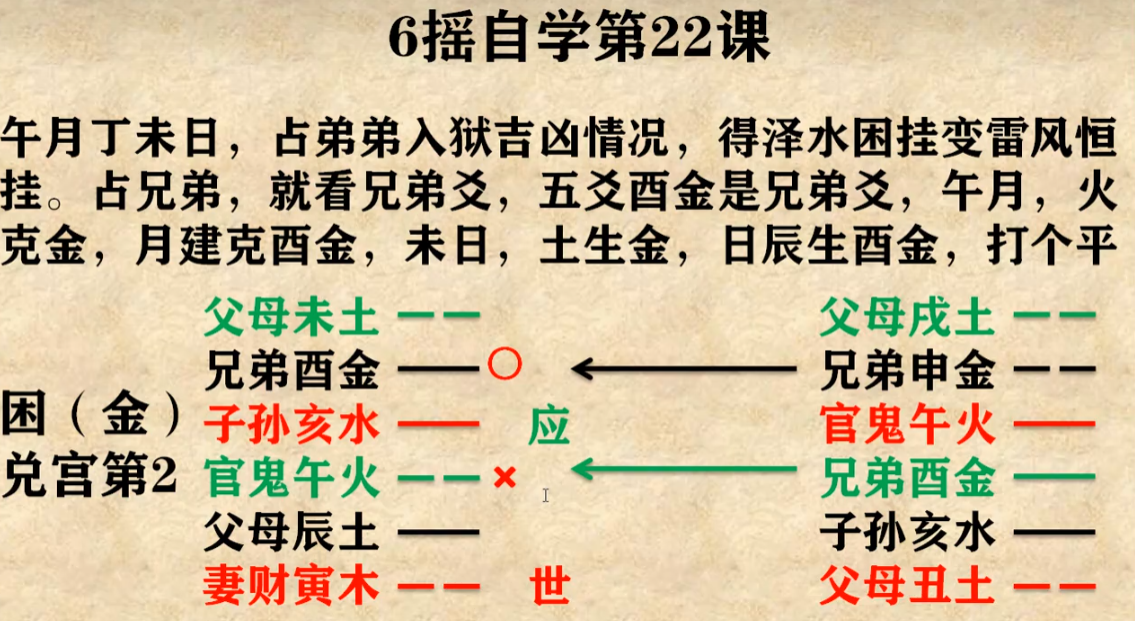 6摇自学第22课
午月丁未日，占弟弟入狱吉凶情况，得泽水困挂变雷风恒
挂。占兄弟，就看兄弟爻，五爻酉金是兄弟爻，午月，火
克金，月建克酉金，未日，土生金，日辰生酉金，打个平
父母未土 父母戌土
兄弟酉金 兄弟申金
困（金）子孙亥水 应 官鬼午火
兑宫第2 官鬼午火 兄弟酉金
父母辰土 子孙亥水
妻财寅木 世 父母丑土